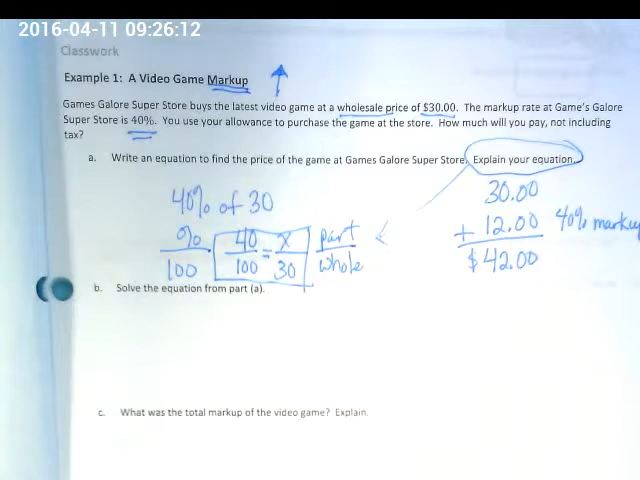 2016-04-11 09:26:12
Classwork
Example 1: A Video Game Markup
Games Galore Super Store buys the latest video game at a wholesale price of $30.00. The markup rate at Game's Galore
Super Store is 40%. You use your allowance to purchase the game at the store. How much will you pay, not including
tax?
a. Write an equation to find the price of the game at Games Galore Super Store. Explain your equation.
40% of 30
% / 100 40 / 100 = x / 30 part / whole
30.00
+ 12.00 40% markup
$42.00
b. Solve the equation from part (a).
c. What was the total markup of the video game? Explain.